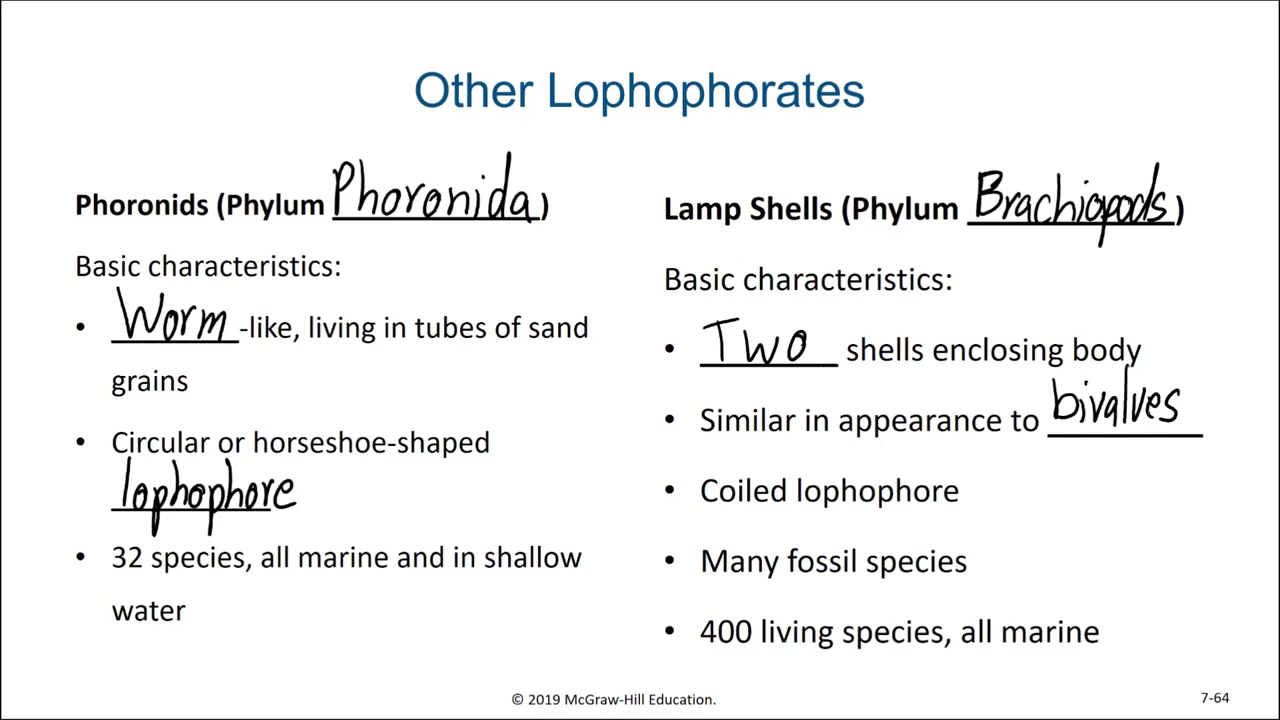 Other Lophophorates
Phoronids (Phylum Phoronida)
Basic characteristics:
• Worm-like, living in tubes of sand
grains
• Circular or horseshoe-shaped
lophophore
• 32 species, all marine and in shallow
water
Lamp Shells (Phylum Brachiopods)
Basic characteristics:
• Two shells enclosing body
• Similar in appearance to bivalves
• Coiled lophophore
• Many fossil species
• 400 living species, all marine
© 2019 McGraw-Hill Education.
7-64